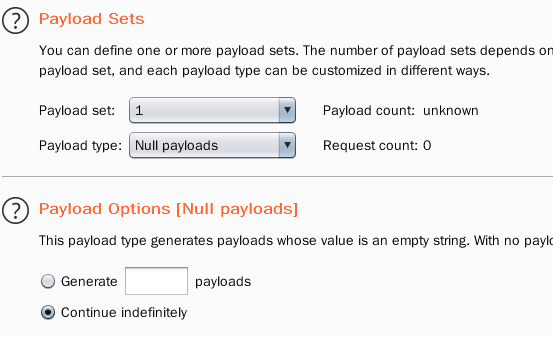 Payload Sets
You can define one or more payload sets. The number of payload sets depends on
payload set, and each payload type can be customized in different ways.
Payload set: 1 Payload count: unknown
Payload type: Null payloads Request count: 0
Payload Options [Null payloads]
This payload type generates payloads whose value is an empty string. With no
Generate payloads
Continue indefinitely